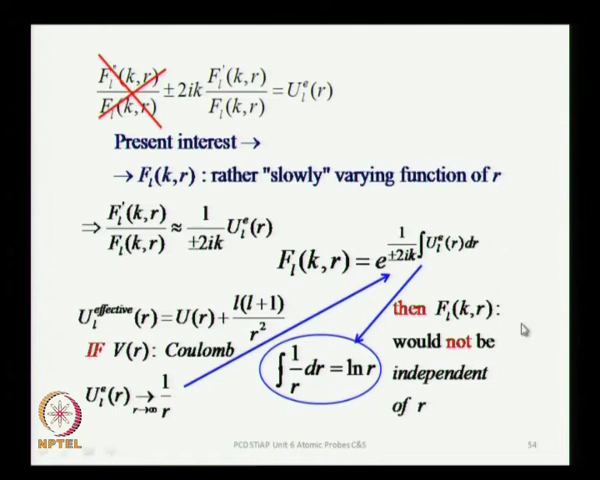 F_l''(k,r)/F_l(k,r) ± 2ik F_l'(k,r)/F_l(k,r) = U_l^e(r)
Present interest →
→ F_l(k,r) : rather "slowly" varying function of r
⇒ F_l'(k,r)/F_l(k,r) ≈ 1/±2ik U_l^e(r)
F_l(k,r) = e^{1/±2ik ∫U_l^e(r)dr}
U_l^{effective}(r) = U(r) + l(l+1)/r^2
IF V(r): Coulomb
U_l^e(r) →_{r→∞} 1/r
∫ 1/r dr = ln r
then F_l(k,r):
would not be
independent
of r
NPTEL
PCD STiAP Unit 6 Atomic Probes C&S
54